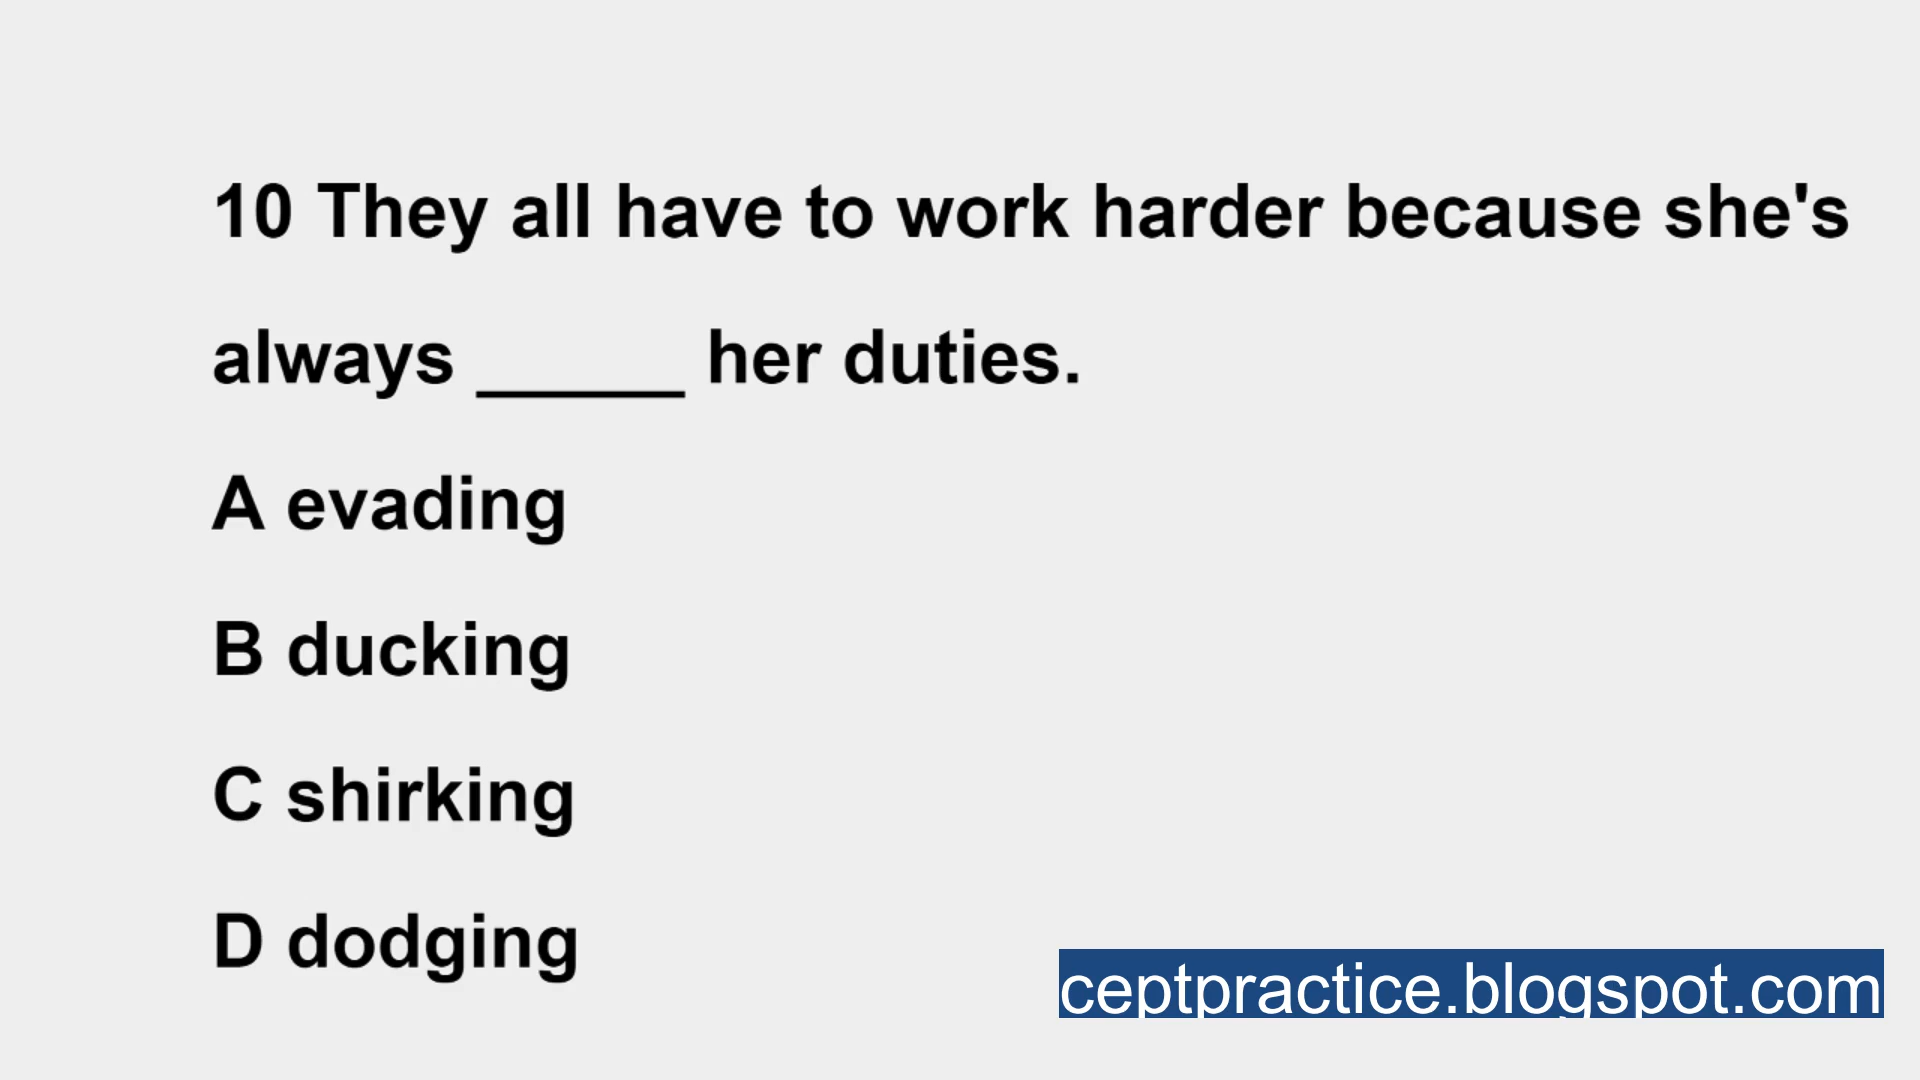 10 They all have to work harder because she's
always _____ her duties.
A evading
B ducking
C shirking
D dodging
ceptpractice.blogspot.com